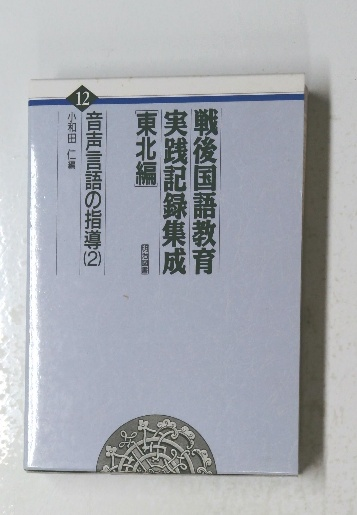 戦後国語教育
実践記録集成
[東北編]
12
音声言語の指導(2)
小和田 仁編